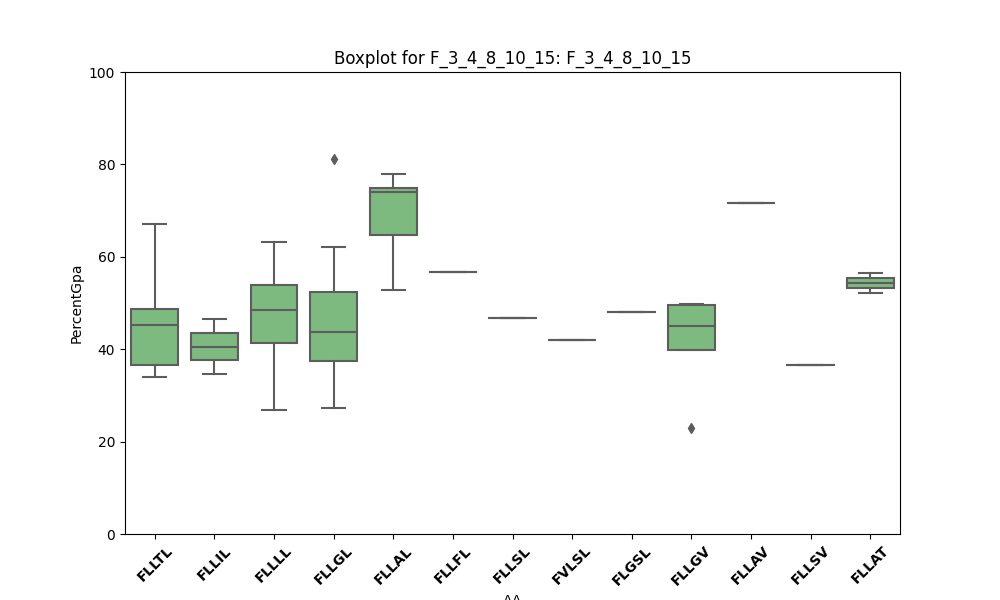 Boxplot for F_3_4_8_10_15: F_3_4_8_10_15
100
80
60
40
20
0
PercentGpa
FLLTL
FLLIL
FLLLL
FLLGL
FLLAL
FLLFL
FLLSL
FVLSL
FLGSL
FLLGV
FLLAV
FLLSV
FLLAT
AA